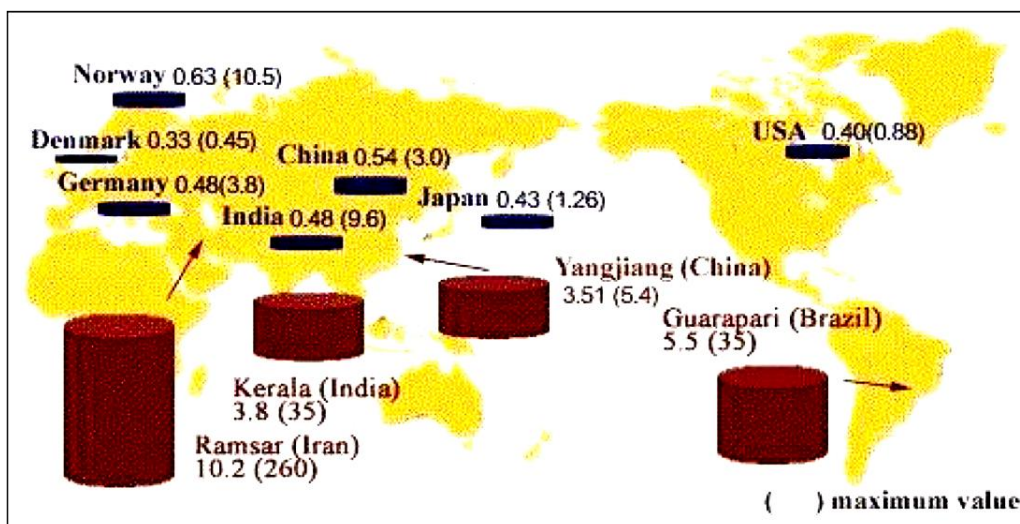 Norway 0.63 (10.5)
Denmark 0.33 (0.45)
Germany 0.48(3.8)
China 0.54 (3.0)
India 0.48 (9.6)
Japan 0.43 (1.26)
USA 0.40(0.88)
Yangjiang (China)
3.51 (5.4)
Guarapari (Brazil)
5.5 (35)
Kerala (India)
3.8 (35)
Ramsar (Iran)
10.2 (260)
( ) maximum value